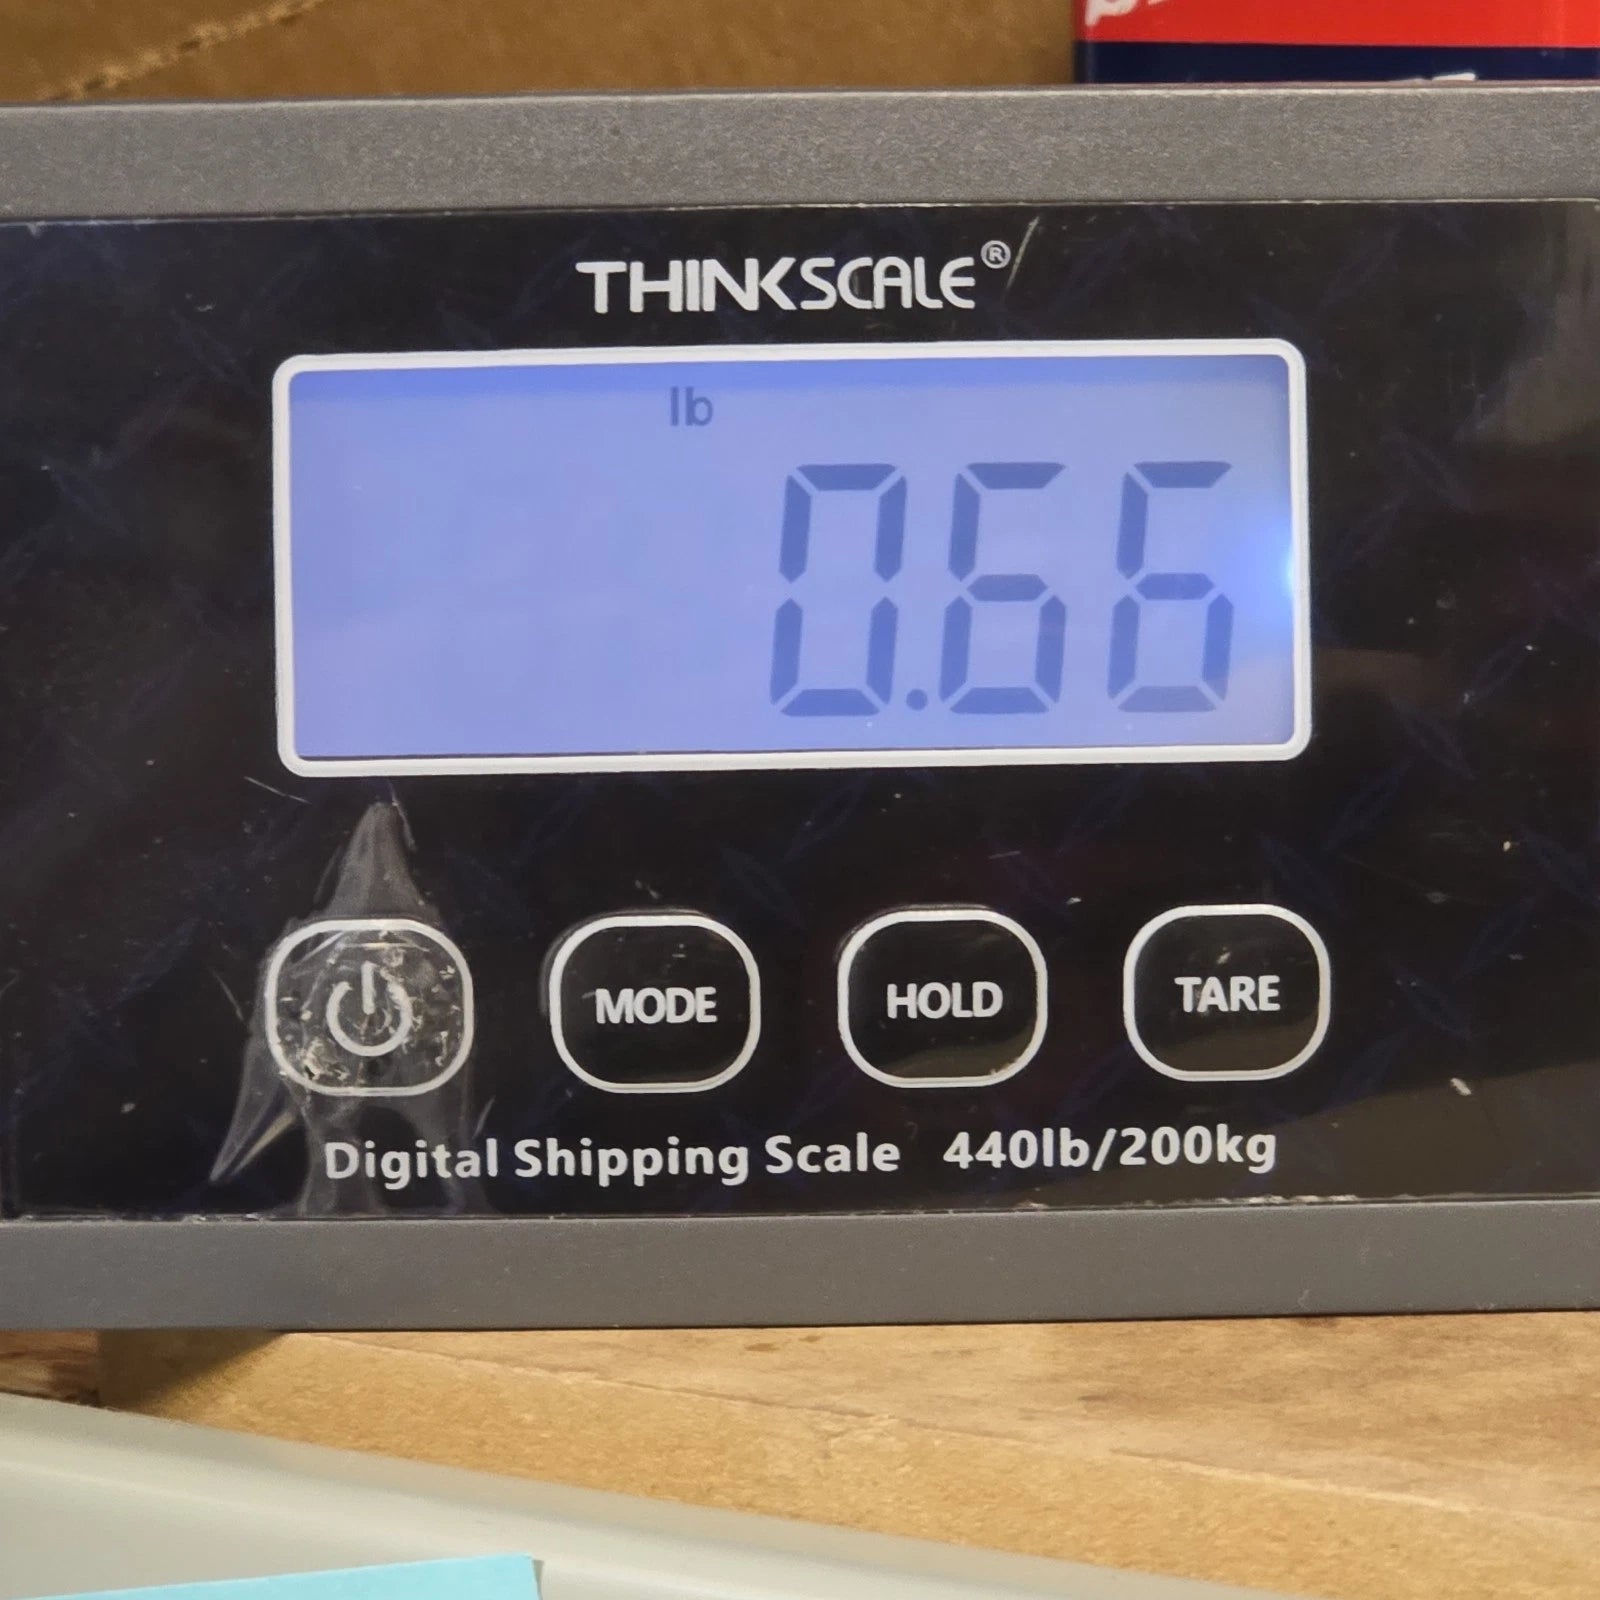 THINKSCALE®
lb
0.66
MODE HOLD TARE
Digital Shipping Scale 440lb/200kg